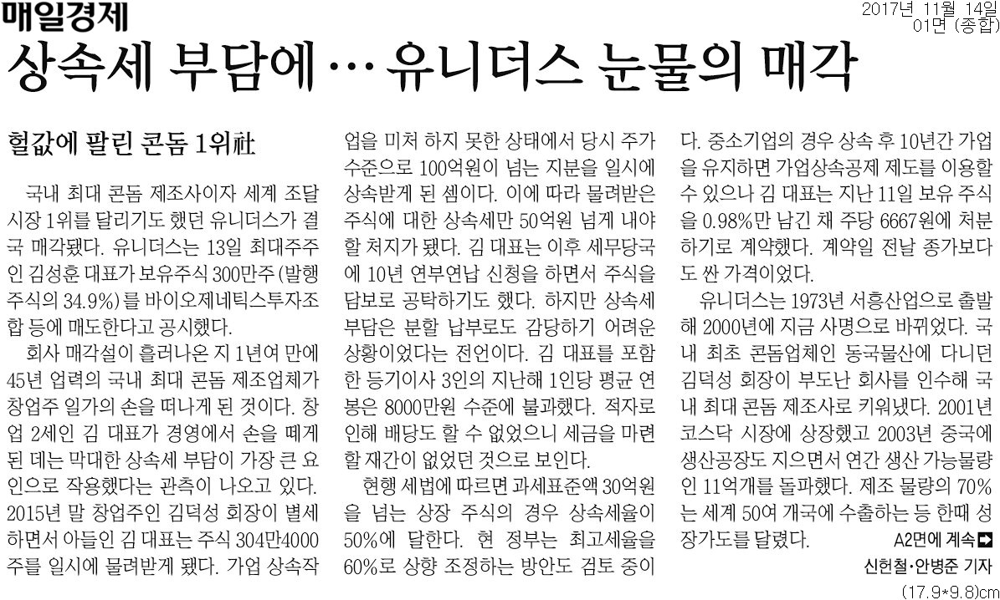 매일경제
2017년 11월 14일
01면 (종합)
상속세 부담에… 유니더스 눈물의 매각
헐값에 팔린 콘돔 1위社
국내 최대 콘돔 제조사이자 세계 조달
시장 1위를 달리기도 했던 유니더스가 결
국 매각됐다. 유니더스는 13일 최대주주
인 김성훈 대표가 보유주식 300만주(발행
주식의 34.9%)를 바이오제네틱스투자조
합 등에 매도한다고 공시했다.
회사 매각설이 흘러나온 지 1년여 만에
45년 업력의 국내 최대 콘돔 제조업체가
창업주 일가의 손을 떠나게 된 것이다. 창
업 2세인 김 대표가 경영에서 손을 떼게
된 데는 막대한 상속세 부담이 가장 큰 요
인으로 작용했다는 관측이 나오고 있다.
2015년 말 창업주인 김덕성 회장이 별세
하면서 아들인 김 대표는 주식 304만4000
주를 일시에 물려받게 됐다. 가업 상속작
업을 미쳐 하지 못한 상태에서 당시 주가
수준으로 100억원이 넘는 지분을 일시에
상속받게 된 셈이다. 이에 따라 물려받은
주식에 대한 상속세만 50억원 넘게 내야
할 처지가 됐다. 김 대표는 이후 세무당국
에 10년 연부연납 신청을 하면서 주식을
담보로 공탁하기도 했다. 하지만 상속세
부담은 분할 납부로도 감당하기 어려운
상황이었다는 전언이다. 김 대표를 포함
한 등기이사 3인의 지난해 1인당 평균 연
봉은 8000만원 수준에 불과했다. 적자로
인해 배당도 할 수 없었으니 세금을 마련
할 재간이 없었던 것으로 보인다.
현행 세법에 따르면 과세표준액 30억원
을 넘는 상장 주식의 경우 상속세율이
50%에 달한다. 현 정부는 최고세율을
60%로 상향 조정하는 방안도 검토 중이
다. 중소기업의 경우 상속 후 10년간 가업
을 유지하면 가업상속공제 제도를 이용할
수 있으나 김 대표는 지난 11일 보유 주식
을 0.98%만 남긴 채 주당 6667원에 처분
하기로 계약했다. 계약일 전날 종가보다
도 싼 가격이었다.
유니더스는 1973년 서흥산업으로 출발
해 2000년에 지금 사명으로 바뀌었다. 국
내 최초 콘돔업체인 동국물산에 다니던
김덕성 회장이 부도난 회사를 인수해 국
내 최대 콘돔 제조사로 키워냈다. 2001년
코스닥 시장에 상장했고 2003년 중국에
생산공장도 지으면서 연간 생산 가능물량
인 11억개를 돌파했다. 제조 물량의 70%
는 세계 50여 개국에 수출하는 등 한때 성
장가도를 달렸다.
A2면에 계속➡
신헌철·안병준 기자
(17.9*9.8)cm